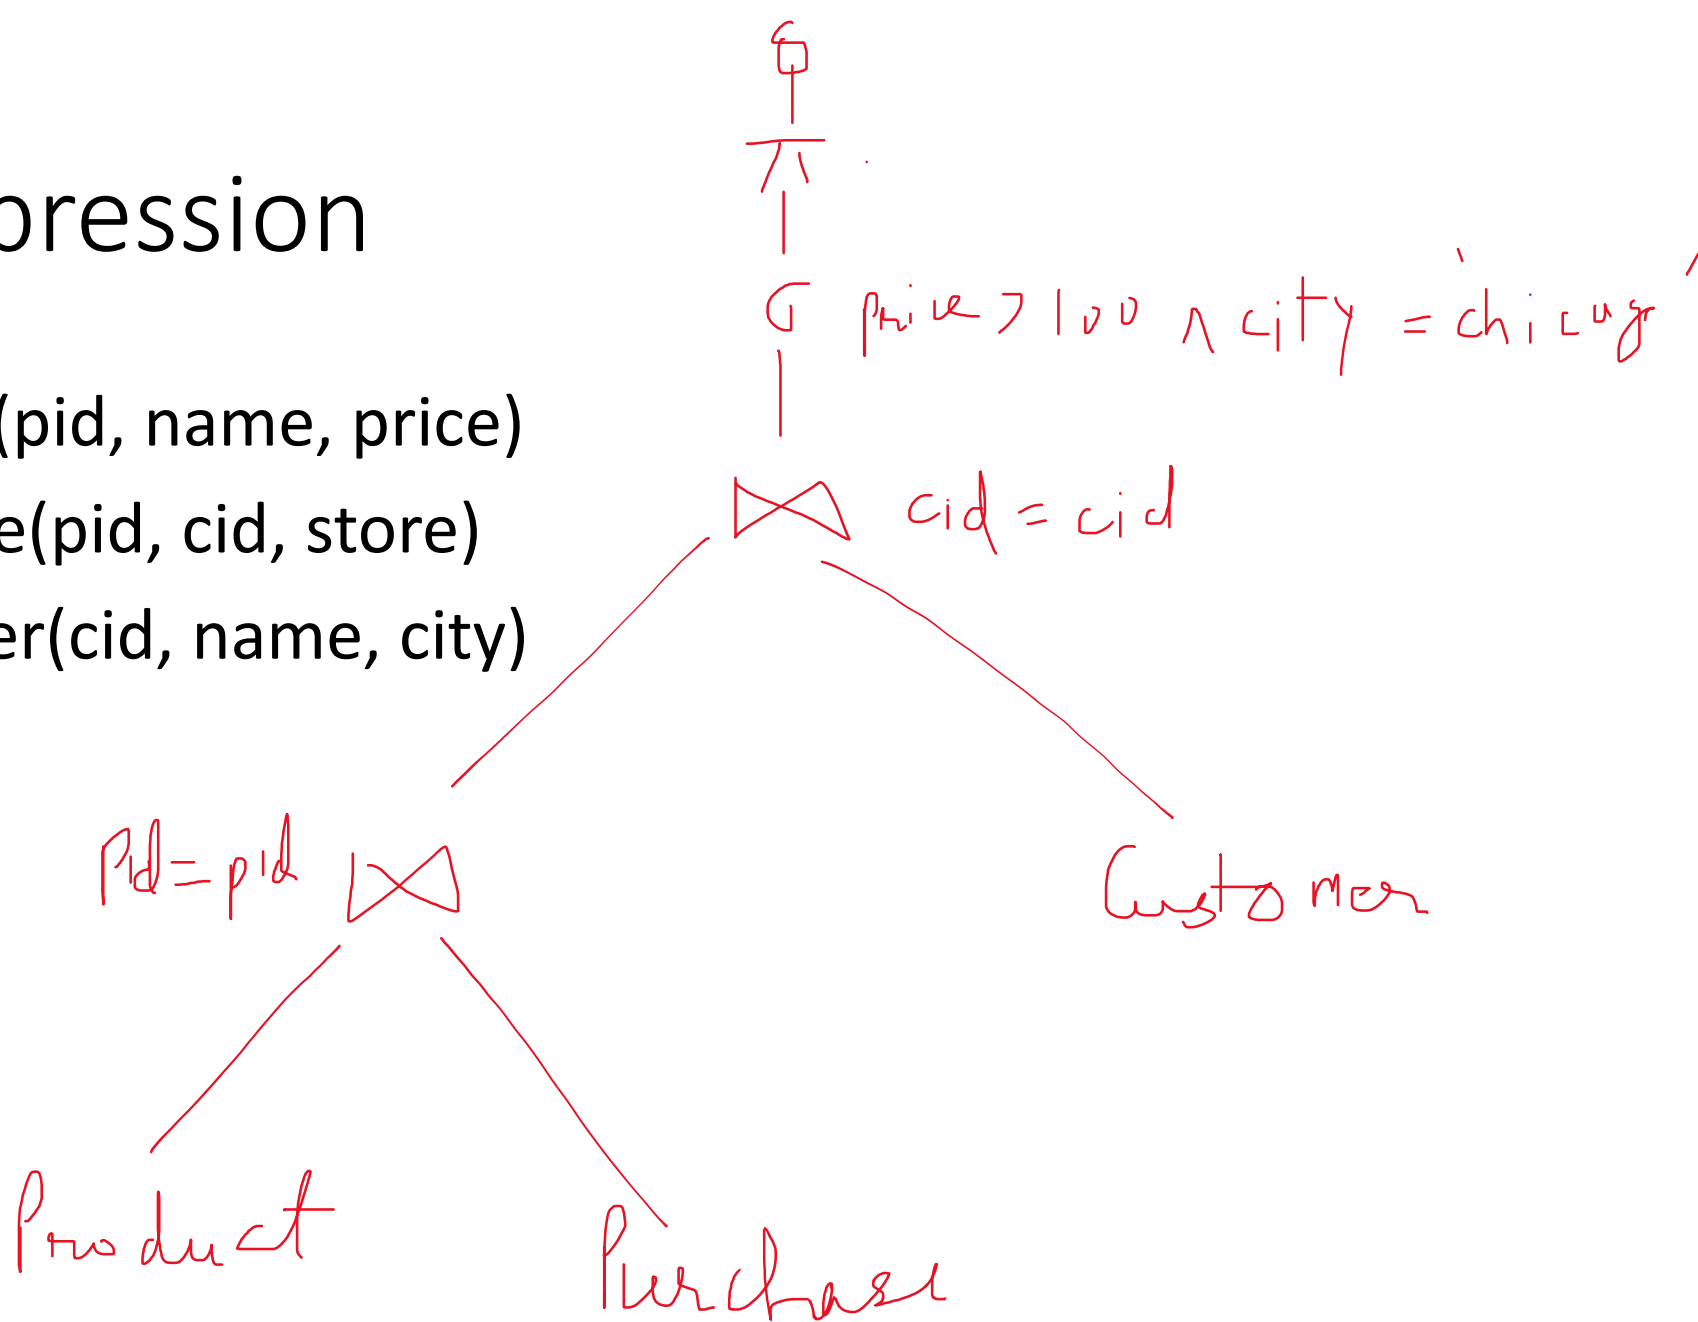 δ
π
pression
σ price > 100 ∧ city = 'chicago'
(pid, name, price)
⋈ cid = cid
e(pid, cid, store)
er(cid, name, city)
Pid = pid ⋈
Customer
Product
Purchase